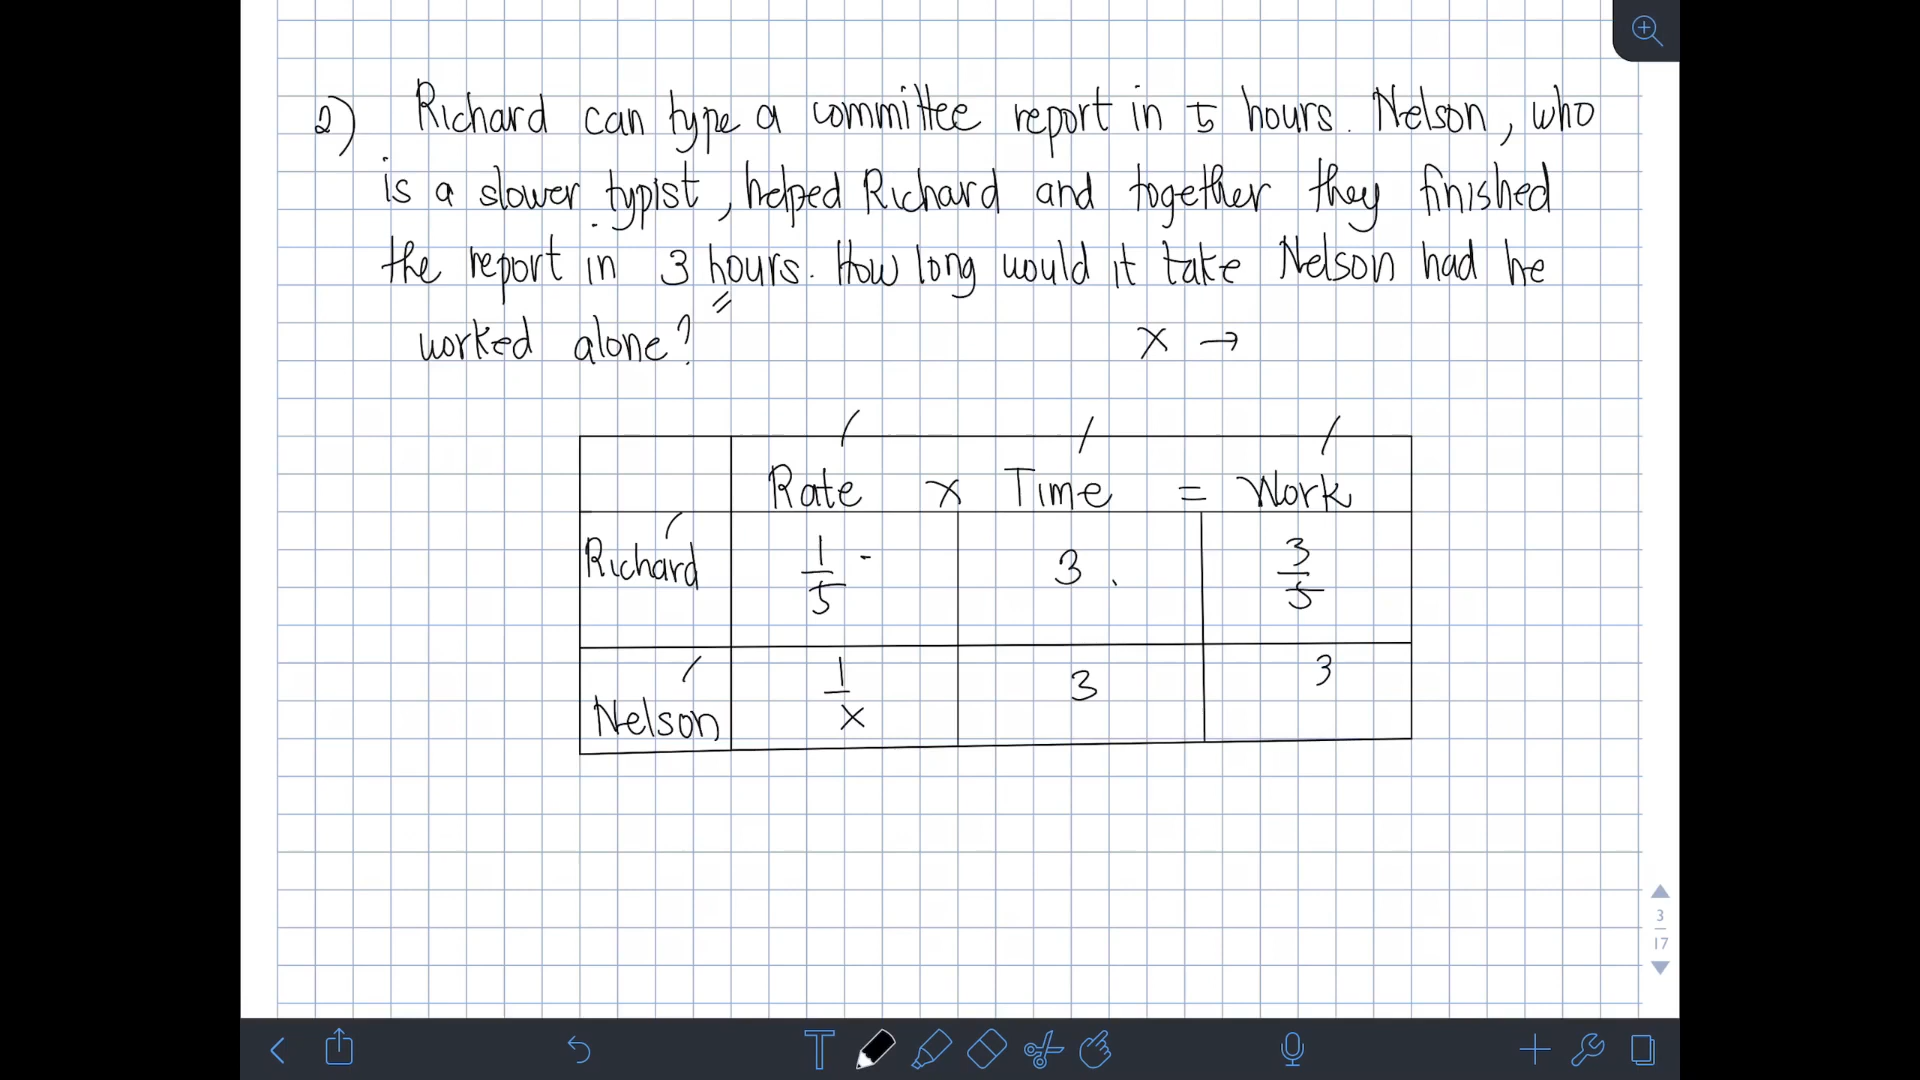 2) Richard can type a committee report in 5 hours. Nelson, who
is a slower typist, helped Richard and together they finished
the report in 3 hours. How long would it take Nelson had he
worked alone? x →
Rate x Time = Work
Richard 1/5 3 3/5
Nelson 1/x 3 3
3
17
T